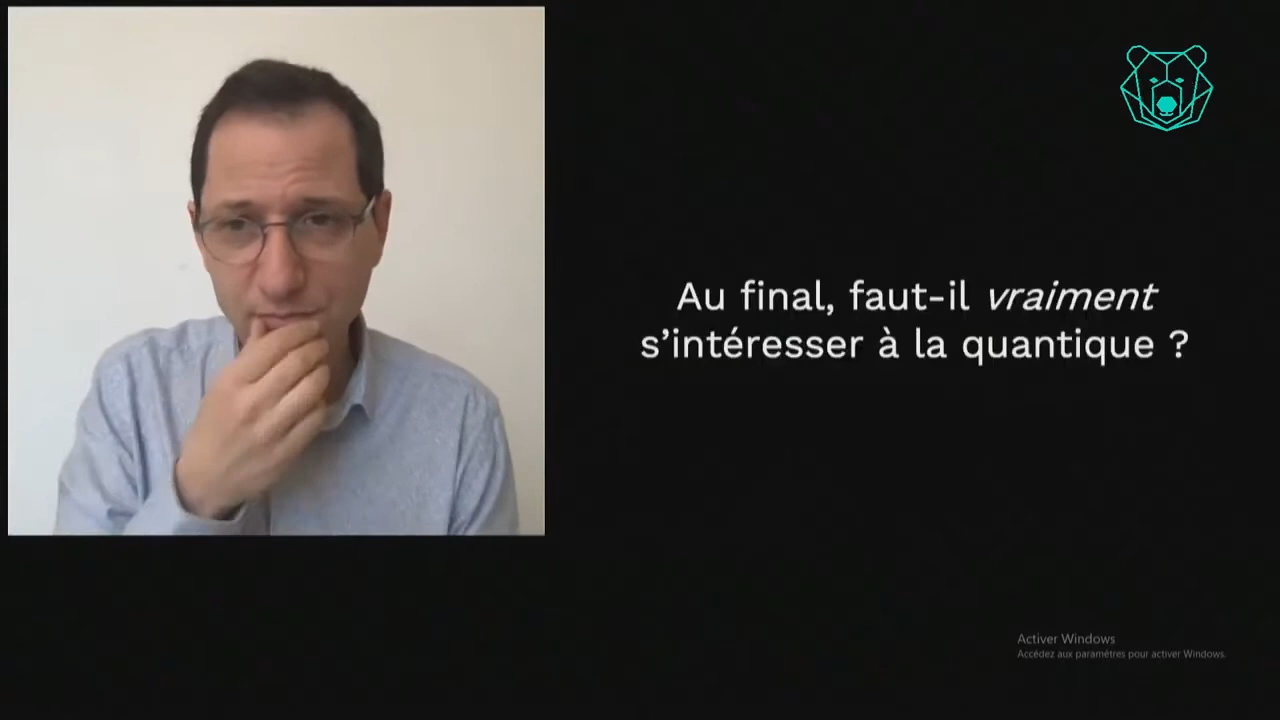 Au final, faut-il vraiment
s’intéresser à la quantique ?
Activer Windows
Accédez aux paramètres pour activer Windows.